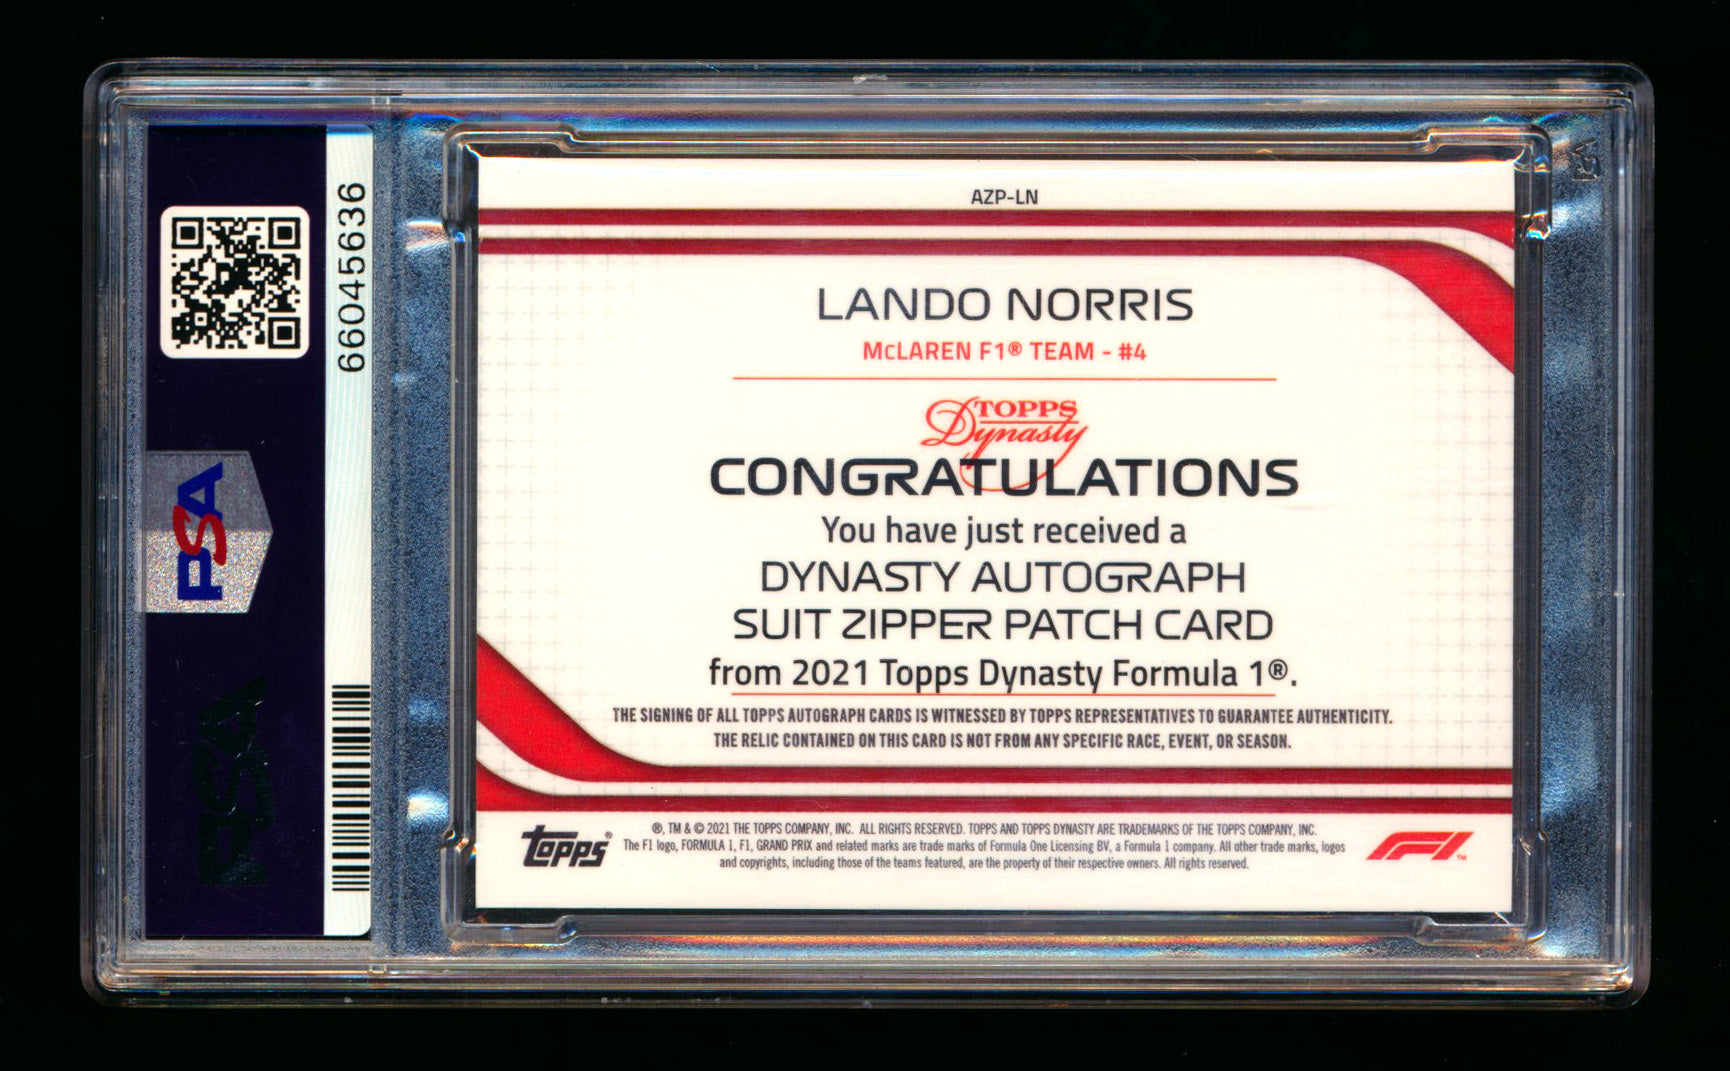 AZP-LN
LANDO NORRIS
McLAREN F1® TEAM - #4
TOPPS
Dynasty
CONGRATULATIONS
You have just received a
DYNASTY AUTOGRAPH
SUIT ZIPPER PATCH CARD
from 2021 Topps Dynasty Formula 1®.
THE SIGNING OF ALL TOPPS AUTOGRAPH CARDS IS WITNESSED BY TOPPS REPRESENTATIVES TO GUARANTEE AUTHENTICITY.
THE RELIC CONTAINED ON THIS CARD IS NOT FROM ANY SPECIFIC RACE, EVENT, OR SEASON.
®, TM & © 2021 THE TOPPS COMPANY, INC. ALL RIGHTS RESERVED. TOPPS AND TOPPS DYNASTY ARE TRADEMARKS OF THE TOPPS COMPANY, INC.
The F1 logo, FORMULA 1, F1, GRAND PRIX and related marks are trade marks of Formula One Licensing BV, a Formula 1 company. All other trade marks, logos
and copyrights, including those of the teams featured, are the property of their respective owners. All rights reserved.
Topps®
F1™
66045636
PSA
PSA
PSA